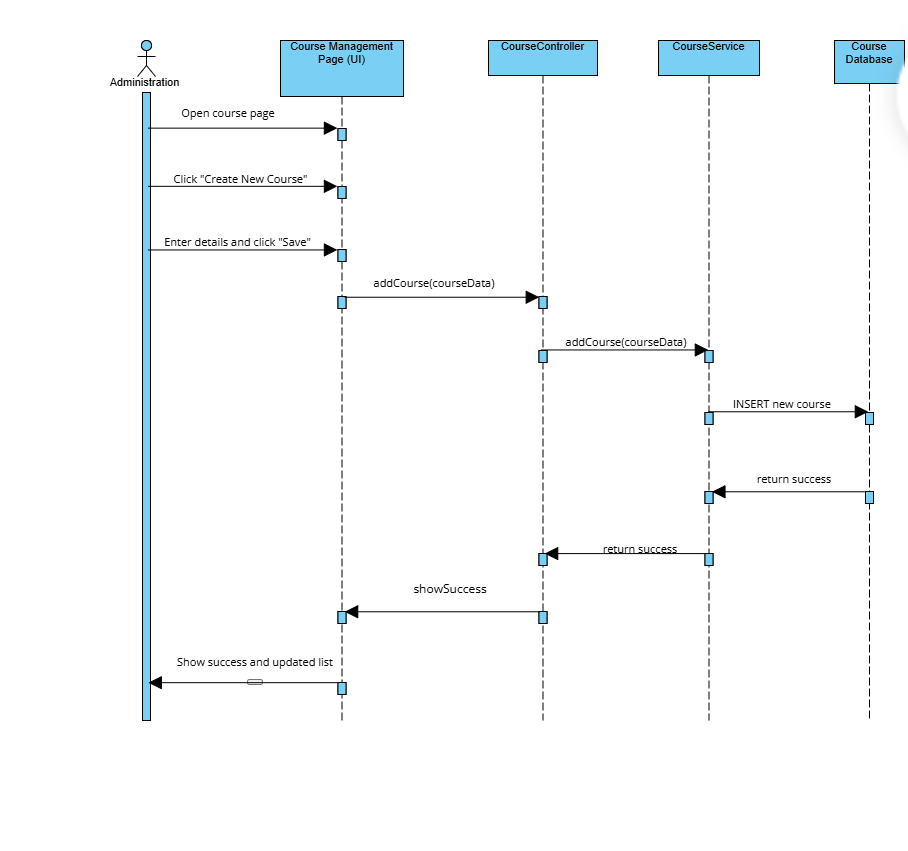 Administration
Course Management
Page (UI)
CourseController
CourseService
Course
Database
Open course page
Click "Create New Course"
Enter details and click "Save"
addCourse(courseData)
addCourse(courseData)
INSERT new course
return success
return success
showSuccess
Show success and updated list